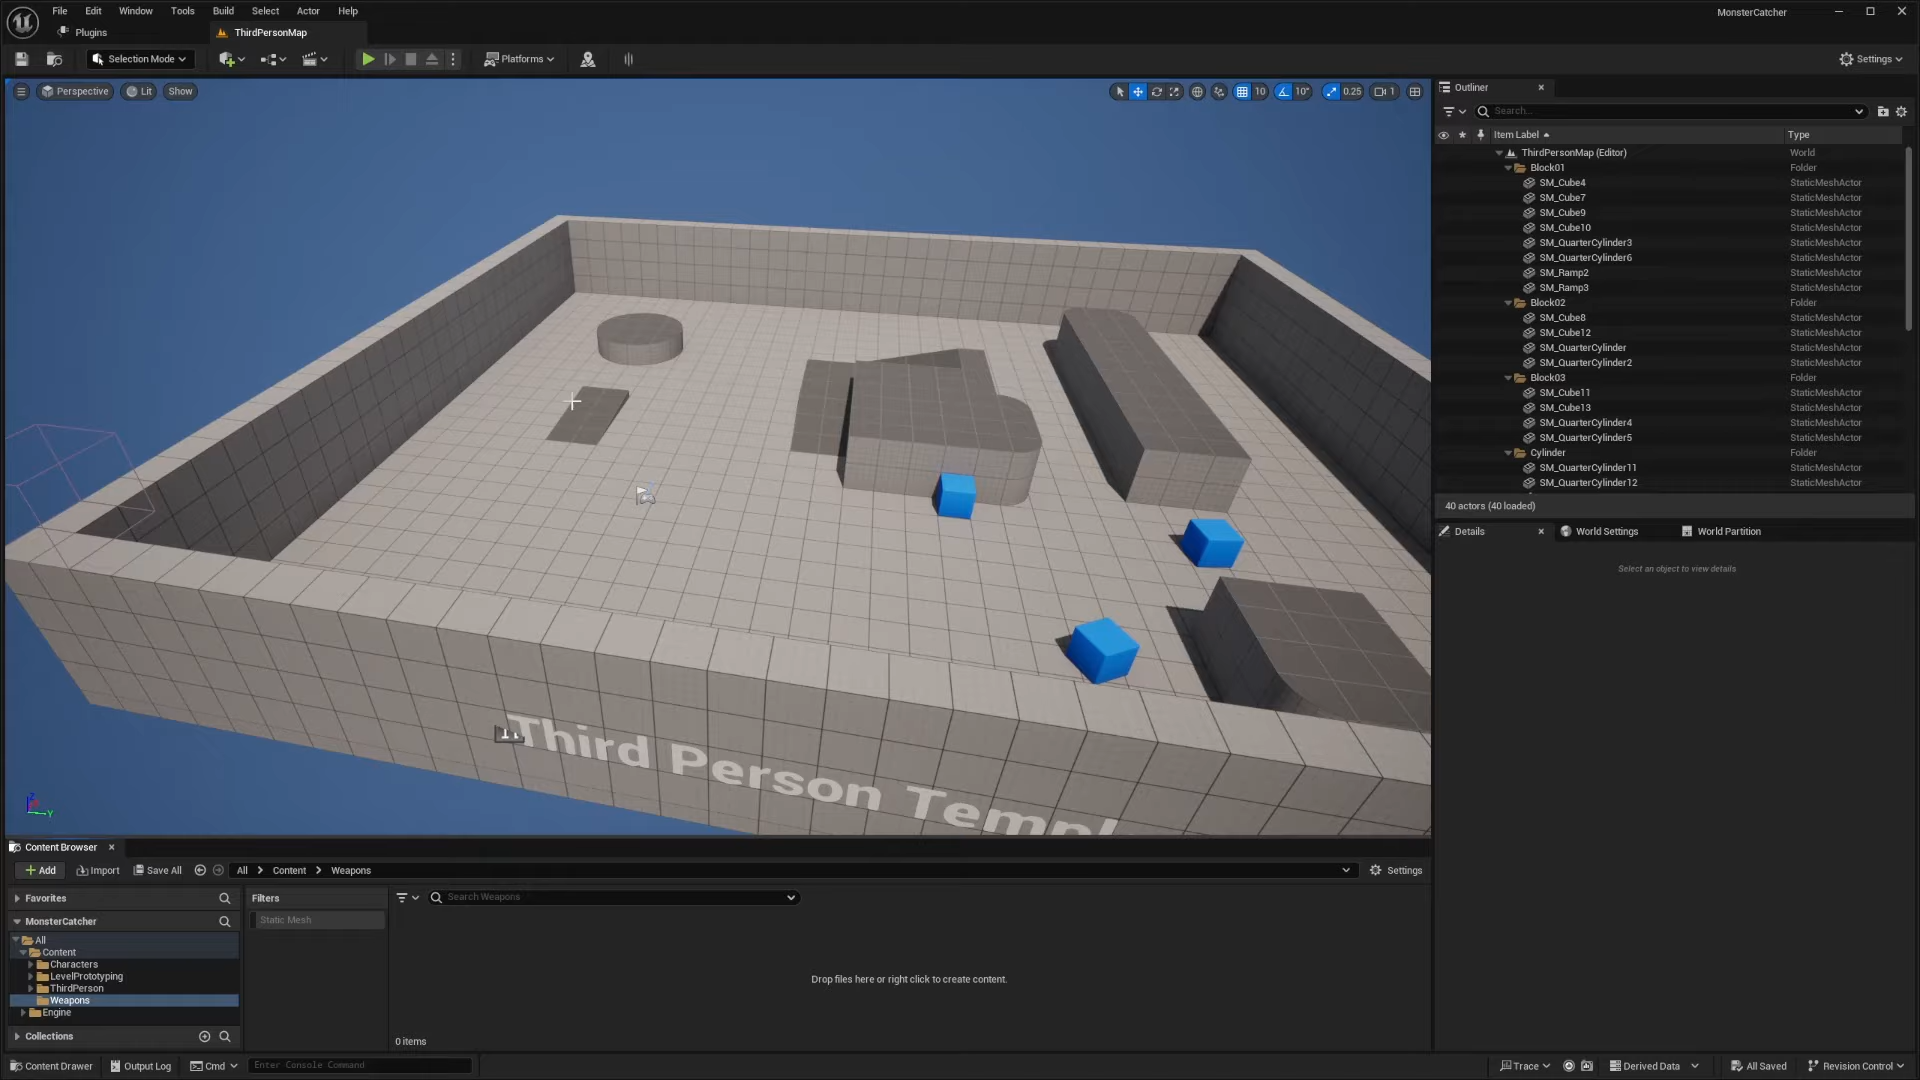 File Edit Window Tools Build Select Actor Help
MonsterCatcher
Plugins
ThirdPersonMap
Selection Mode
Platforms
Settings
Perspective
Lit
Show
10
10°
0.25
1
Third Person Templ
Outliner
Search...
Item Label
Type
ThirdPersonMap (Editor) World
Block01 Folder
SM_Cube4 StaticMeshActor
SM_Cube7 StaticMeshActor
SM_Cube9 StaticMeshActor
SM_Cube10 StaticMeshActor
SM_QuarterCylinder3 StaticMeshActor
SM_QuarterCylinder6 StaticMeshActor
SM_Ramp2 StaticMeshActor
SM_Ramp3 StaticMeshActor
Block02 Folder
SM_Cube8 StaticMeshActor
SM_Cube12 StaticMeshActor
SM_QuarterCylinder StaticMeshActor
SM_QuarterCylinder2 StaticMeshActor
Block03 Folder
SM_Cube11 StaticMeshActor
SM_Cube13 StaticMeshActor
SM_QuarterCylinder4 StaticMeshActor
SM_QuarterCylinder5 StaticMeshActor
Cylinder Folder
SM_QuarterCylinder11 StaticMeshActor
SM_QuarterCylinder12 StaticMeshActor
40 actors (40 loaded)
Details
World Settings
World Partition
Select an object to view details
Z
Y
Content Browser
Add
Import
Save All
All
Content
Weapons
Settings
Favorites
MonsterCatcher
All
Content
Characters
LevelPrototyping
ThirdPerson
Weapons
Engine
Collections
Filters
Static Mesh
Search Weapons
Drop files here or right click to create content.
0 items
Content Drawer
Output Log
Cmd
Enter Console Command
Trace
Derived Data
All Saved
Revision Control